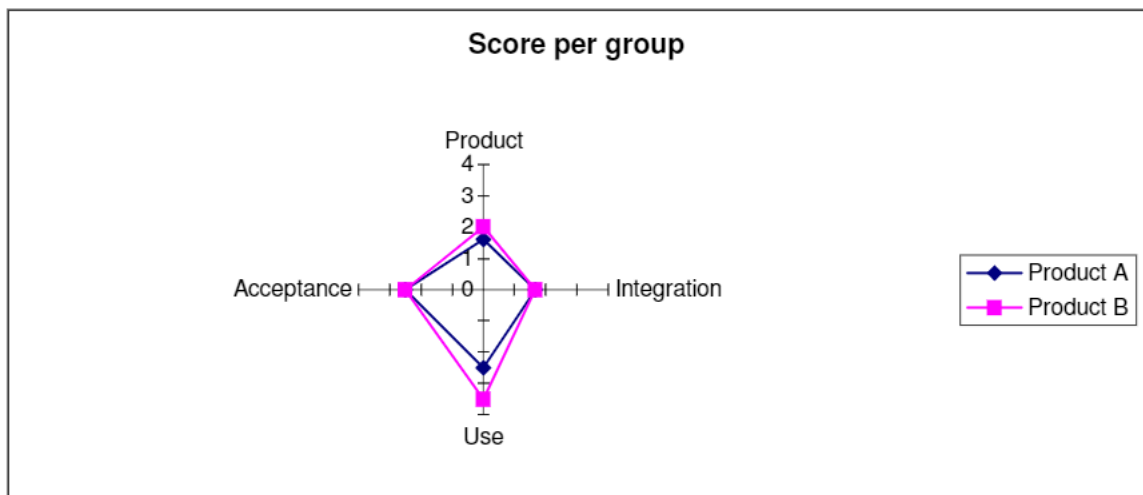 Score per group
Product
4
3
2
1
0
Acceptance
Integration
Use
Product A
Product B